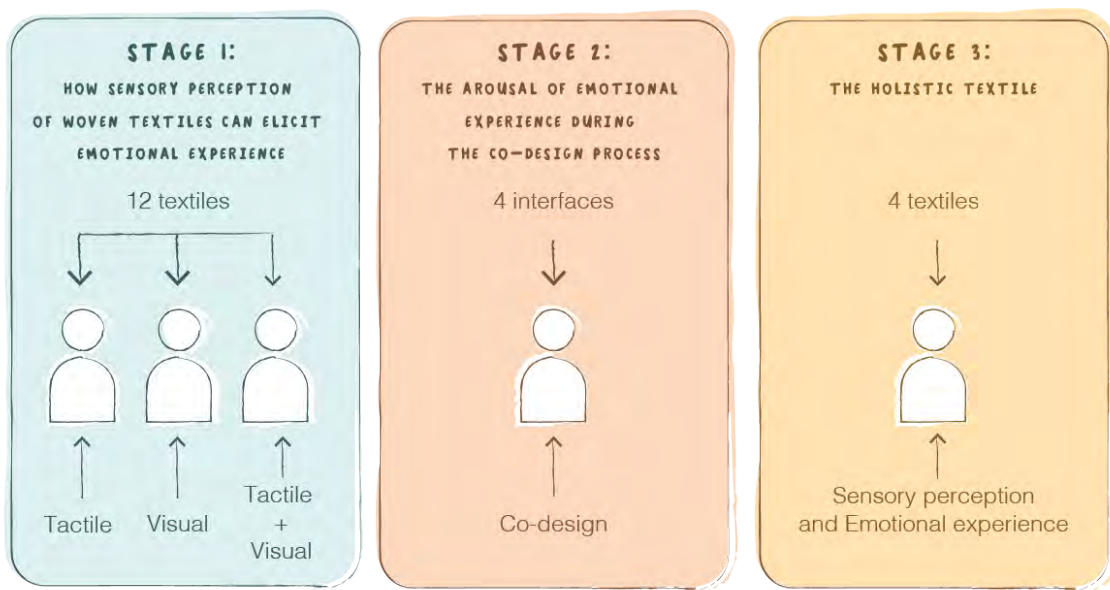 STAGE 1:
HOW SENSORY PERCEPTION
OF WOVEN TEXTILES CAN ELICIT
EMOTIONAL EXPERIENCE
12 textiles
Tactile
Visual
Tactile
+
Visual
STAGE 2:
THE AROUSAL OF EMOTIONAL
EXPERIENCE DURING
THE CO-DESIGN PROCESS
4 interfaces
Co-design
STAGE 3:
THE HOLISTIC TEXTILE
4 textiles
Sensory perception
and Emotional experience